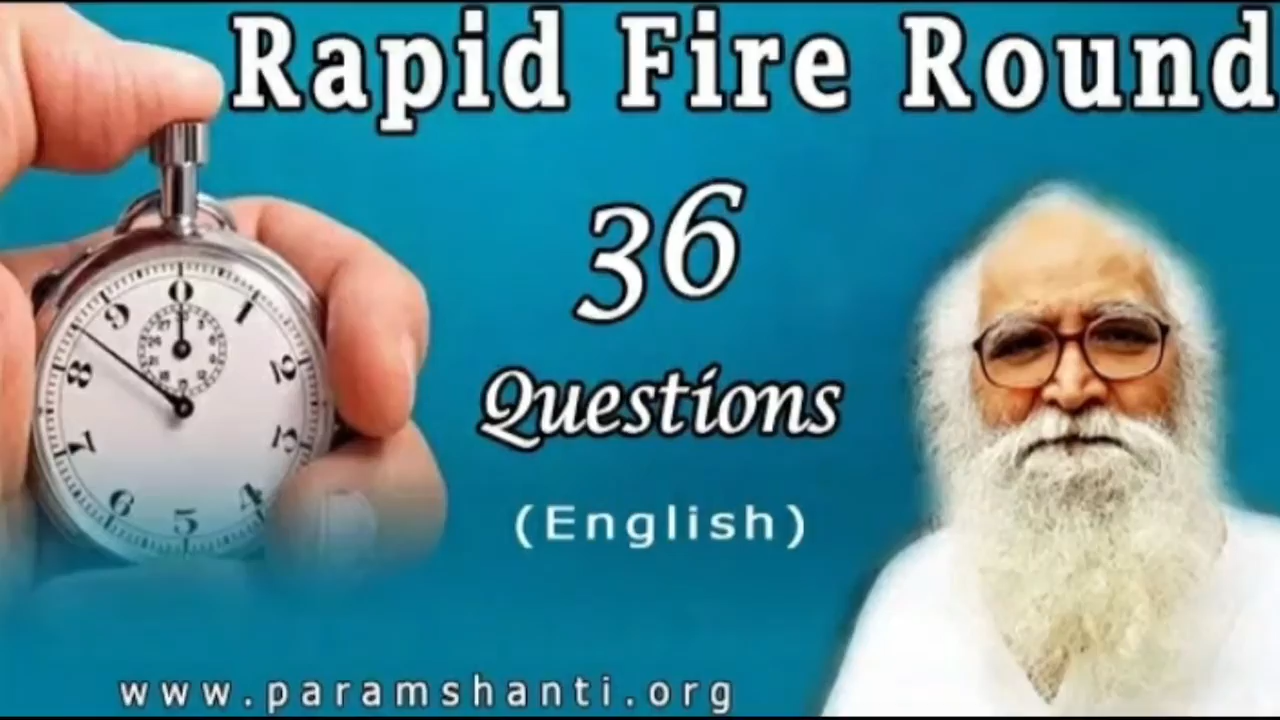 Rapid Fire Round
36
Questions
(English)
www.paramshanti.org